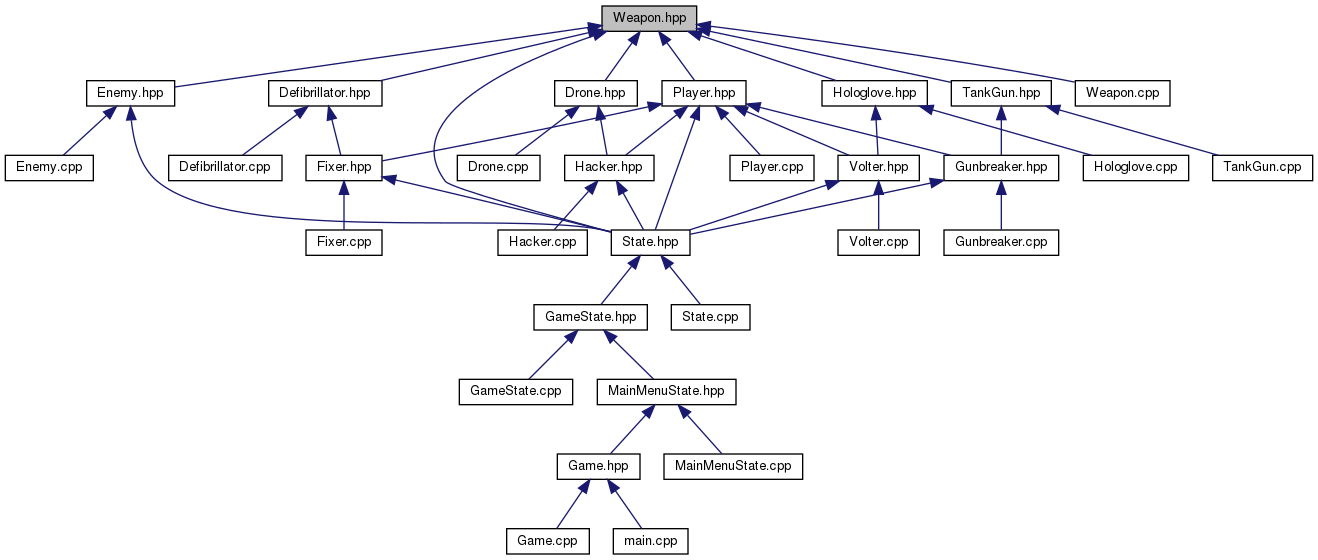 Weapon.hpp
Enemy.hpp
Defibrillator.hpp
Drone.hpp
Player.hpp
Hologlove.hpp
TankGun.hpp
Weapon.cpp
Enemy.cpp
Defibrillator.cpp
Fixer.hpp
Drone.cpp
Hacker.hpp
Player.cpp
Volter.hpp
Gunbreaker.hpp
Hologlove.cpp
TankGun.cpp
Fixer.cpp
Hacker.cpp
State.hpp
Volter.cpp
Gunbreaker.cpp
GameState.hpp
State.cpp
GameState.cpp
MainMenuState.hpp
Game.hpp
MainMenuState.cpp
Game.cpp
main.cpp